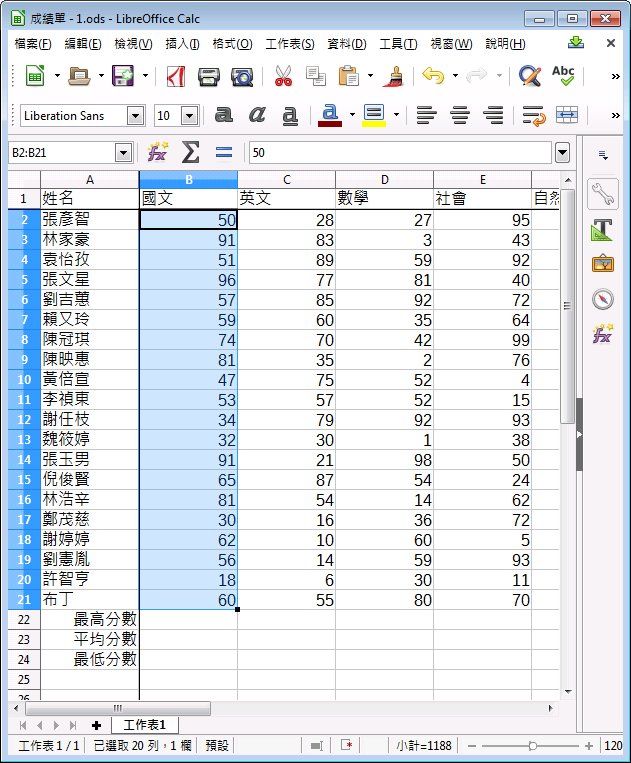 成績單 - 1.ods - LibreOffice Calc
檔案(F) 編輯(E) 檢視(V) 插入(I) 格式(O) 工作表(S) 資料(D) 工具(T) 視窗(W) 說明(H)
Abc
Liberation Sans 10 a a a a
B2:B21 fx Σ = 50
A B C D E
1 姓名 國文 英文 數學 社會 自然
2 張彥智 50 28 27 95
3 林家豪 91 83 3 43
4 袁怡孜 51 89 59 92
5 張文星 96 77 81 40
6 劉吉蕙 57 85 92 72
7 賴又玲 59 60 35 64
8 陳冠琪 74 70 42 99
9 陳映惠 81 35 2 76
10 黃倍宣 47 75 52 4
11 李禎東 53 57 52 15
12 謝任枝 34 79 92 93
13 魏筱婷 32 30 1 38
14 張玉男 91 21 98 50
15 倪俊賢 65 87 54 24
16 林浩辛 81 54 14 62
17 鄭茂慈 30 16 36 72
18 謝婷婷 62 10 60 5
19 劉憲胤 56 14 59 93
20 許智亨 18 6 30 11
21 布丁 60 55 80 70
22 最高分數
23 平均分數
24 最低分數
25
26
工作表1
工作表 1 / 1 已選取 20 列，1 欄 預設 小計=1188 120